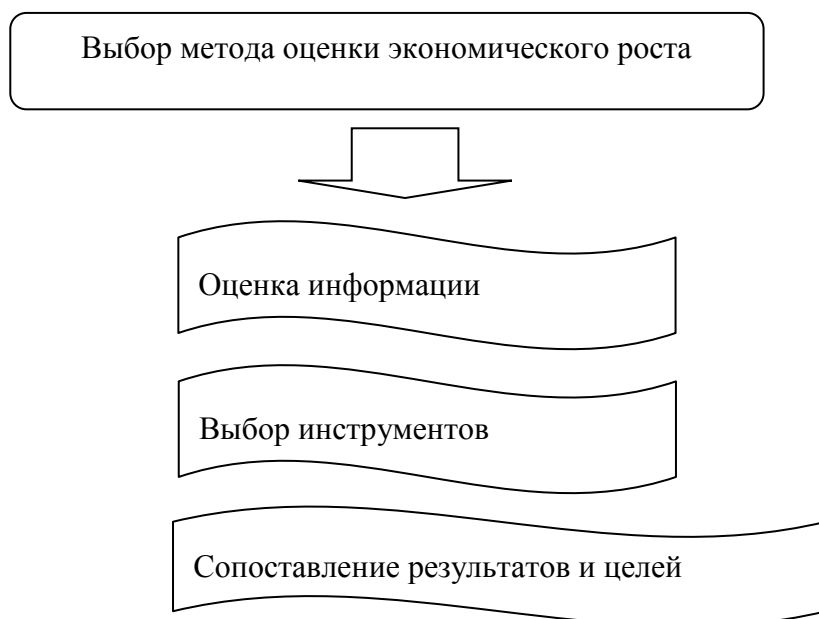 Выбор метода оценки экономического роста
Оценка информации
Выбор инструментов
Сопоставление результатов и целей